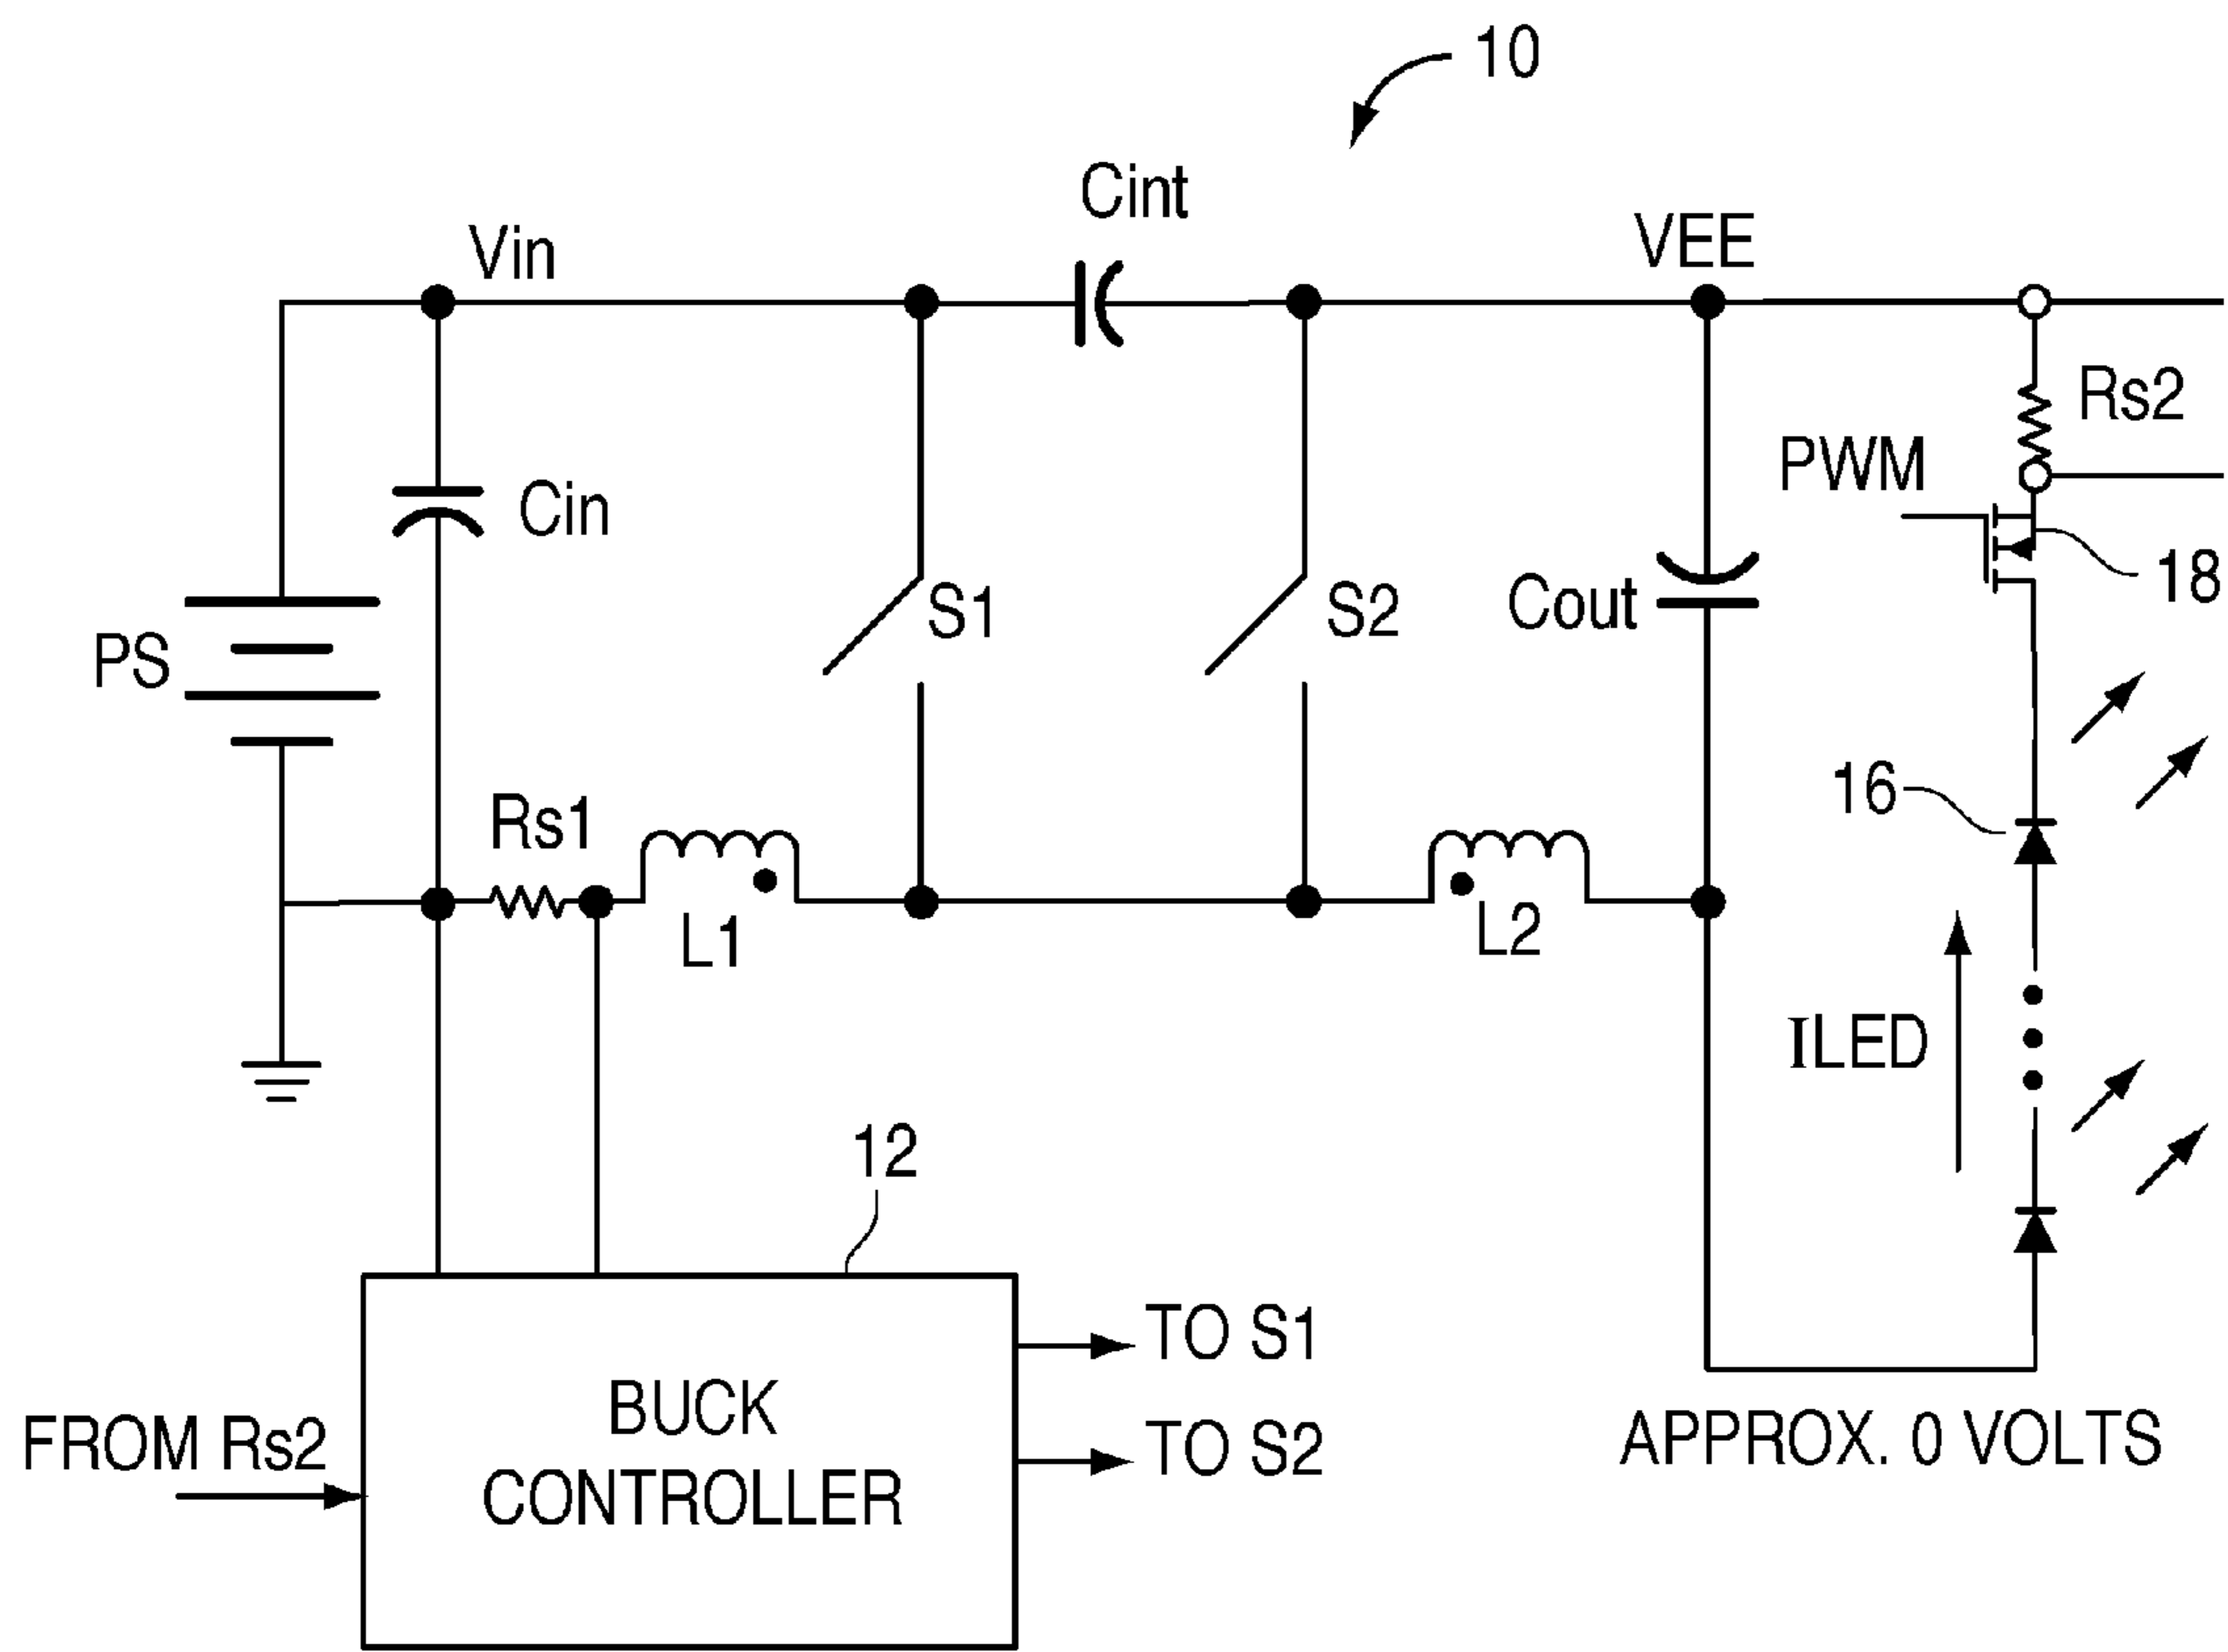 10
Cint
Vin
VEE
Rs2
PWM
Cin
18
S1
S2
Cout
PS
16
Rs1
L1
L2
ILED
12
TO S1
BUCK
CONTROLLER
FROM Rs2
TO S2
APPROX. 0 VOLTS